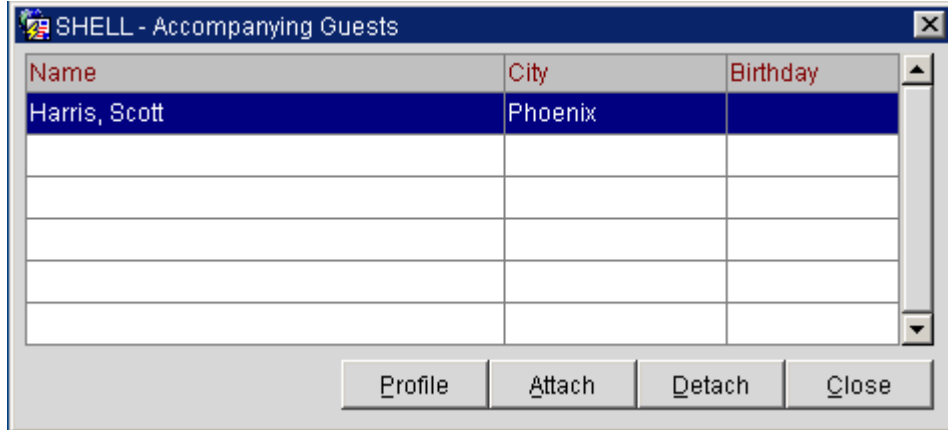 SHELL - Accompanying Guests
Name City Birthday
Harris, Scott Phoenix
Profile Attach Detach Close